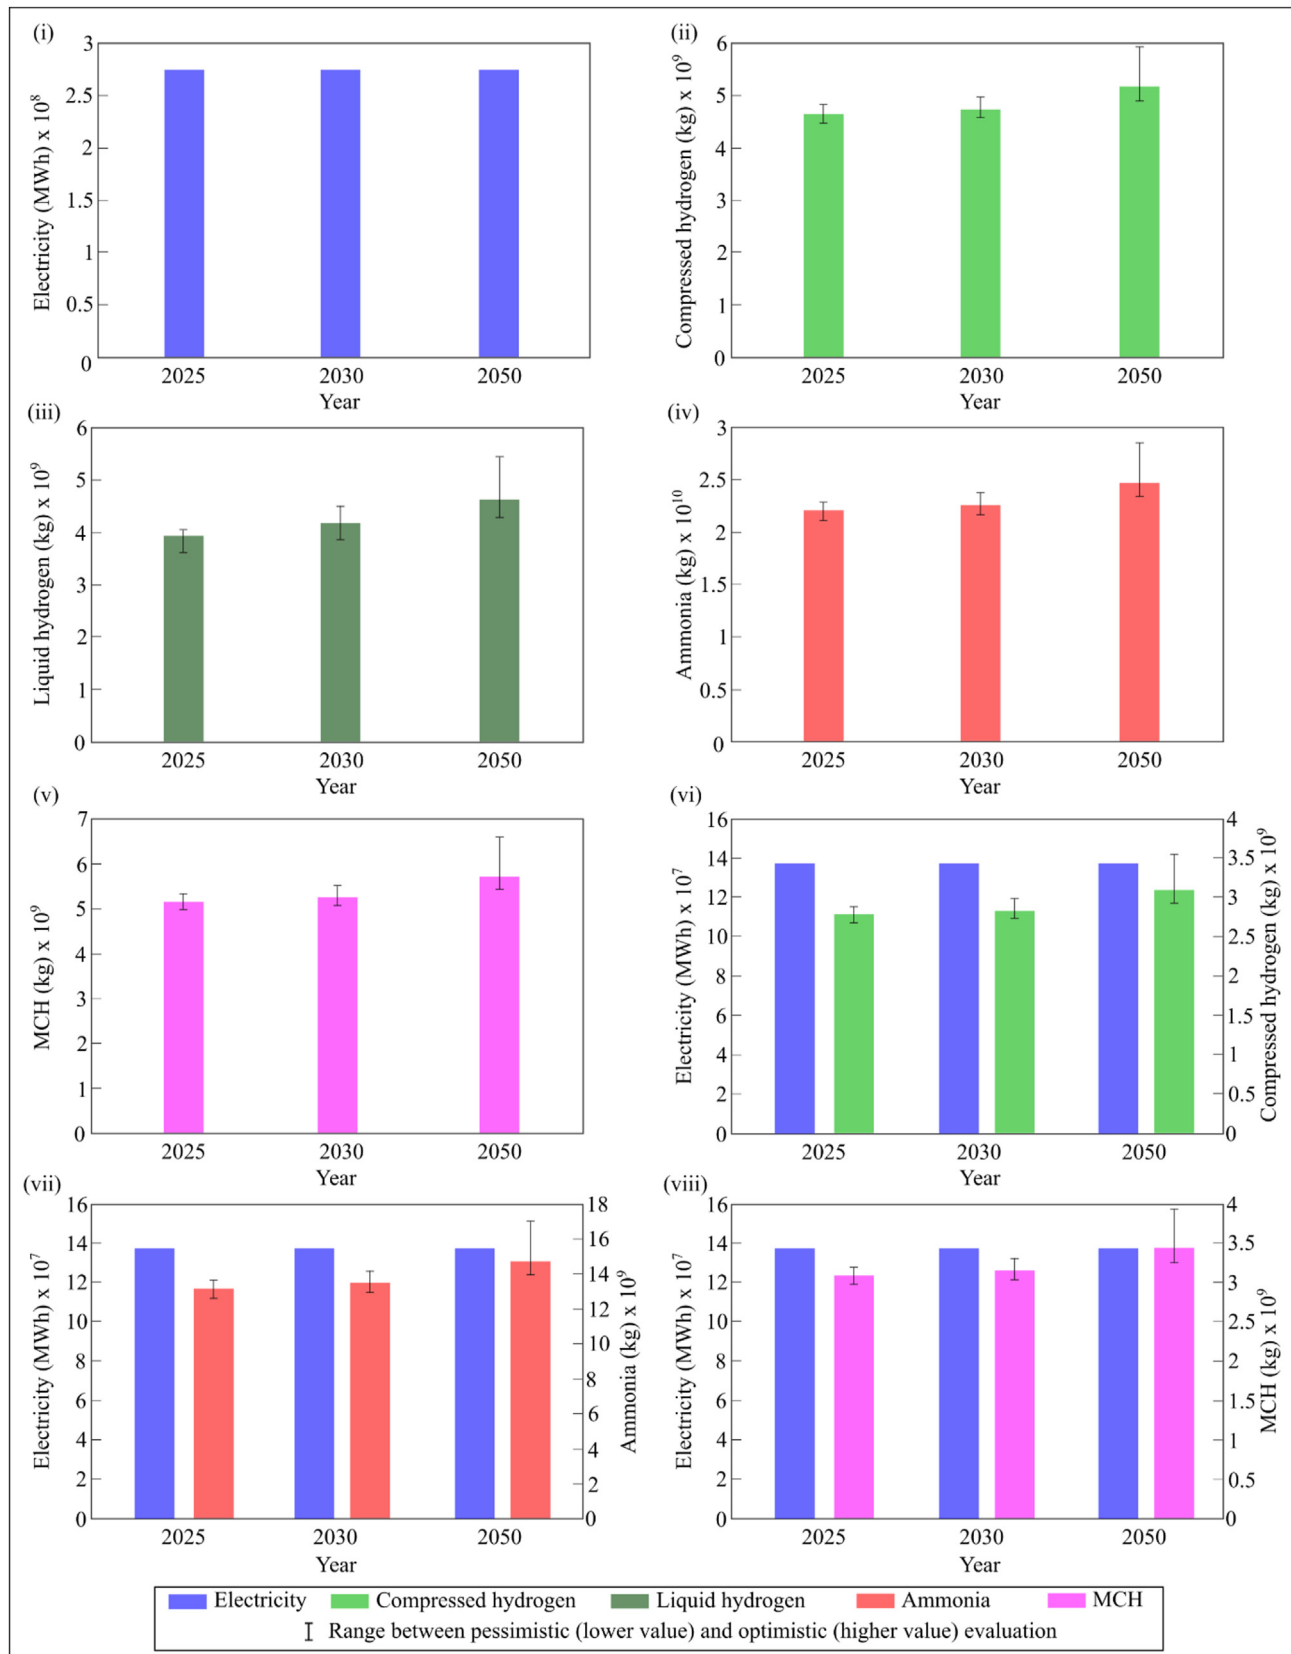 (i)
Electricity (MWh) x 10^8
3
2.5
2
1.5
1
0.5
0
2025 2030 2050
Year
(ii)
Compressed hydrogen (kg) x 10^9
6
5
4
3
2
1
0
2025 2030 2050
Year
(iii)
Liquid hydrogen (kg) x 10^9
6
5
4
3
2
1
0
2025 2030 2050
Year
(iv)
Ammonia (kg) x 10^10
3
2.5
2
1.5
1
0.5
0
2025 2030 2050
Year
(v)
MCH (kg) x 10^9
7
6
5
4
3
2
1
0
2025 2030 2050
Year
(vi)
Electricity (MWh) x 10^7
16
14
12
10
8
6
4
2
0
Compressed hydrogen (kg) x 10^9
4
3.5
3
2.5
2
1.5
1
0.5
0
2025 2030 2050
Year
(vii)
Electricity (MWh) x 10^7
16
14
12
10
8
6
4
2
0
Ammonia (kg) x 10^9
18
16
14
12
10
8
6
4
2
0
2025 2030 2050
Year
(viii)
Electricity (MWh) x 10^7
16
14
12
10
8
6
4
2
0
MCH (kg) x 10^9
4
3.5
3
2.5
2
1.5
1
0.5
0
2025 2030 2050
Year
Electricity Compressed hydrogen Liquid hydrogen Ammonia MCH
Range between pessimistic (lower value) and optimistic (higher value) evaluation